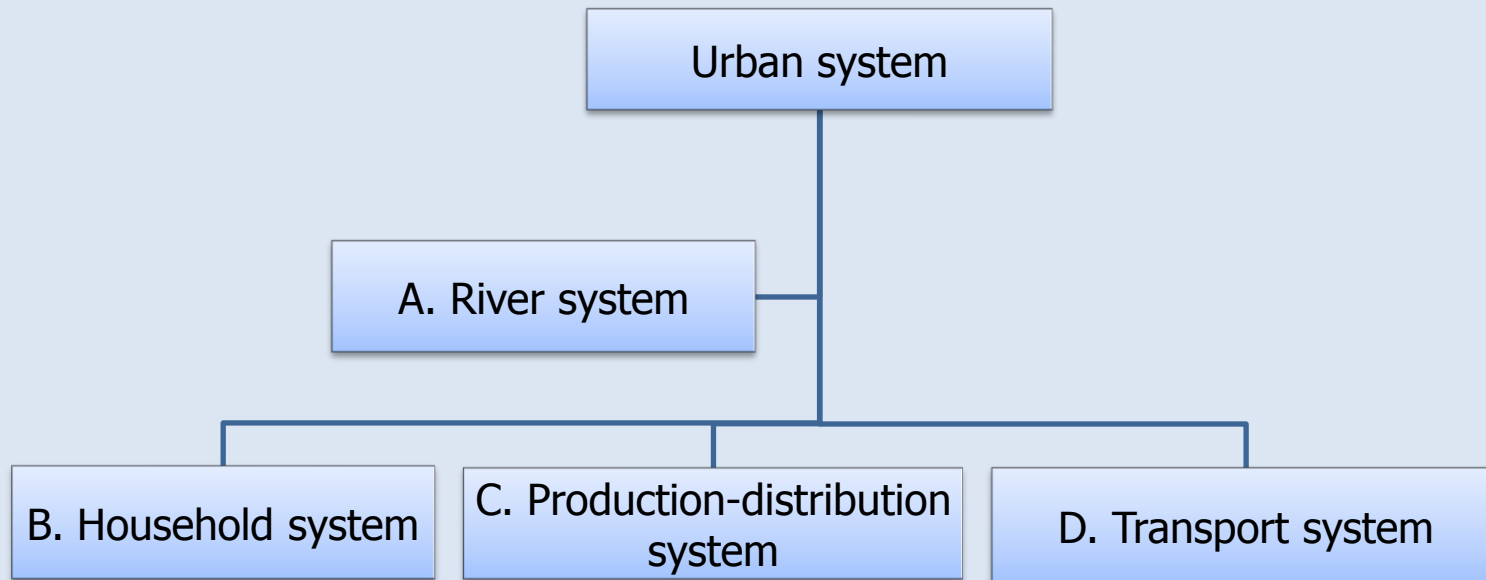 Urban system
A. River system
B. Household system
C. Production-distribution
system
D. Transport system